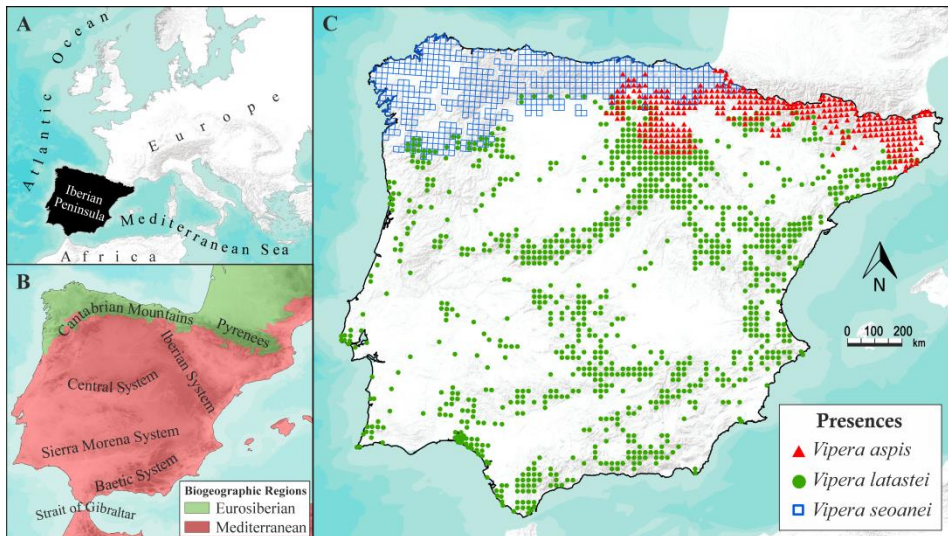 A
Atlantic Ocean
Europe
Iberian
Peninsula
Mediterranean Sea
Africa
B
Cantabrian Mountains
Pyrenees
Iberian System
Central System
Sierra Morena System
Baetic System
Strait of Gibraltar
Biogeographic Regions
Eurosiberian
Mediterranean
C
N
0 50 100 200
km
Presences
Vipera aspis
Vipera latastei
Vipera seoanei